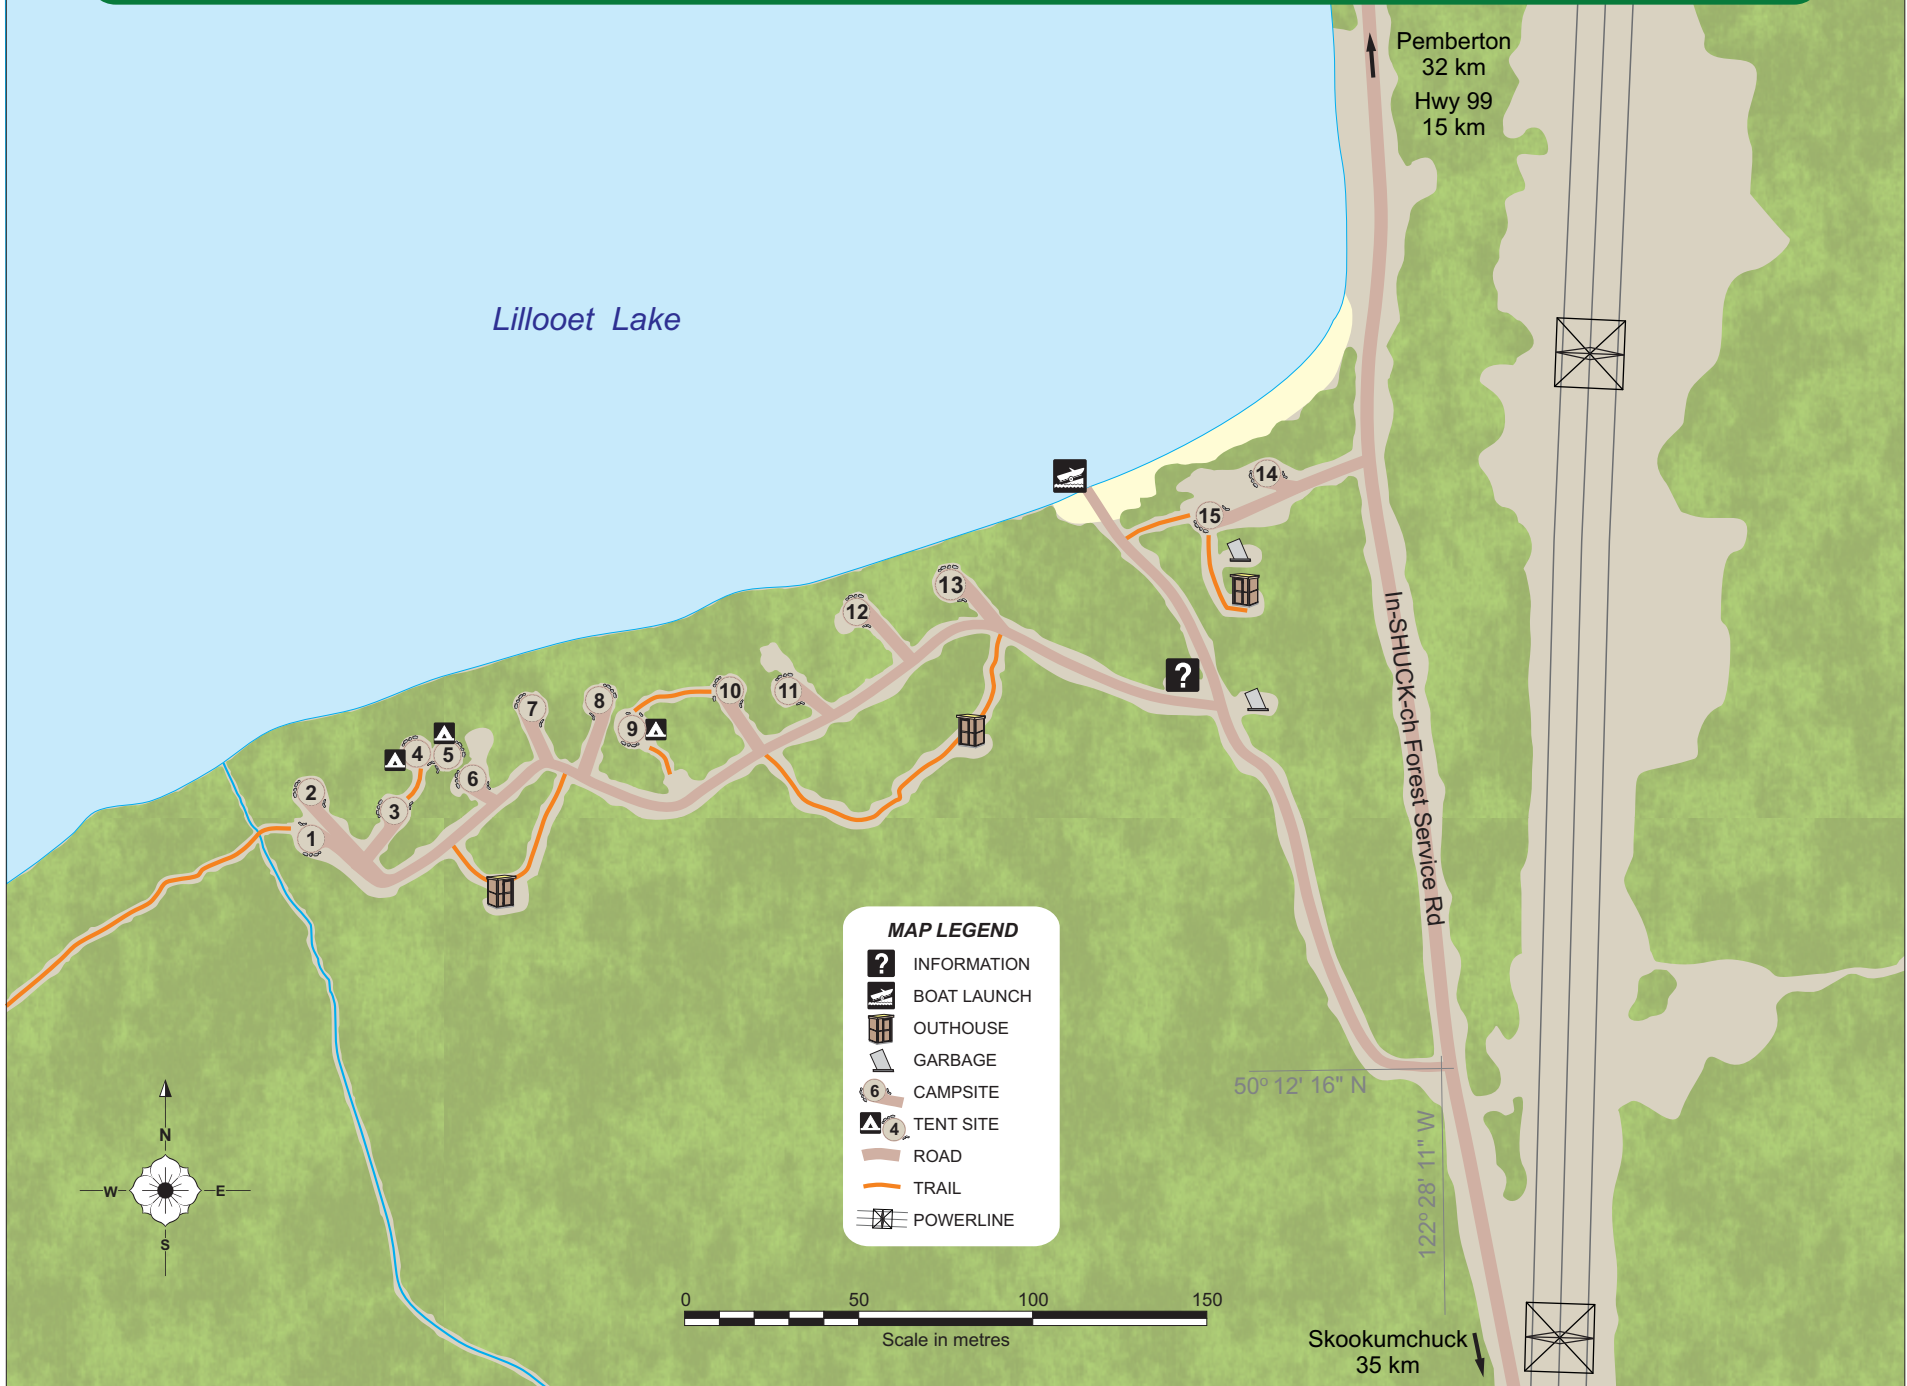 Pemberton
32 km
Hwy 99
15 km
Lillooet Lake
14
15
13
12
11
10
9
8
7
6
5
4
3
2
1
?
In-SHUCK-ch Forest Service Rd
MAP LEGEND
? INFORMATION
BOAT LAUNCH
OUTHOUSE
GARBAGE
6 CAMPSITE
4 TENT SITE
ROAD
TRAIL
POWERLINE
50º 12' 16" N
122º 28' 11" W
N
W E
S
0 50 100 150
Scale in metres
Skookumchuck
35 km